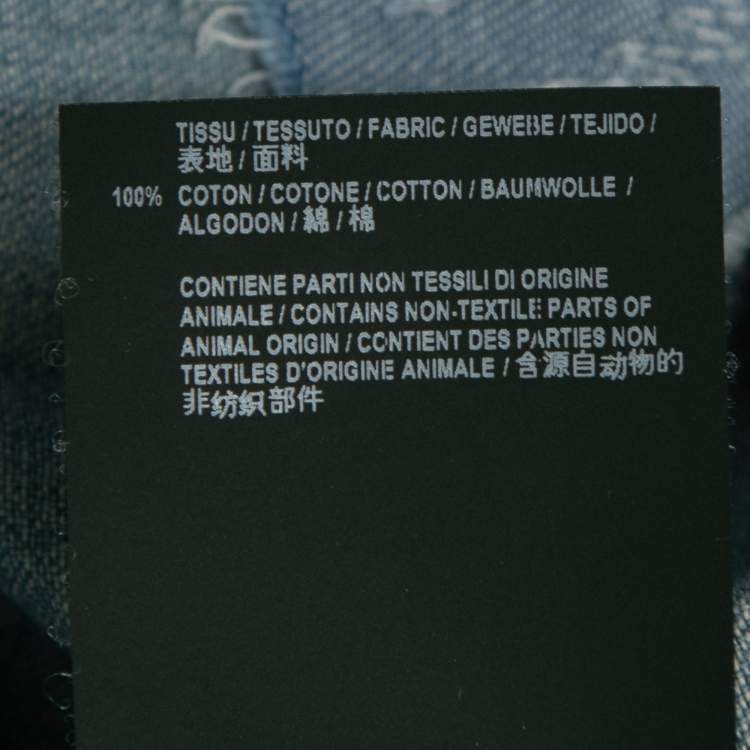 TISSU / TESSUTO / FABRIC / GEWEBE / TEJIDO /
表地 / 面料
100% COTON / COTONE / COTTON / BAUMWOLLE /
ALGODON / 綿 / 棉
CONTIENE PARTI NON TESSILI DI ORIGINE
ANIMALE / CONTAINS NON-TEXTILE PARTS OF
ANIMAL ORIGIN / CONTIENT DES PARTIES NON
TEXTILES D'ORIGINE ANIMALE / 含源自动物的
非纺织部件